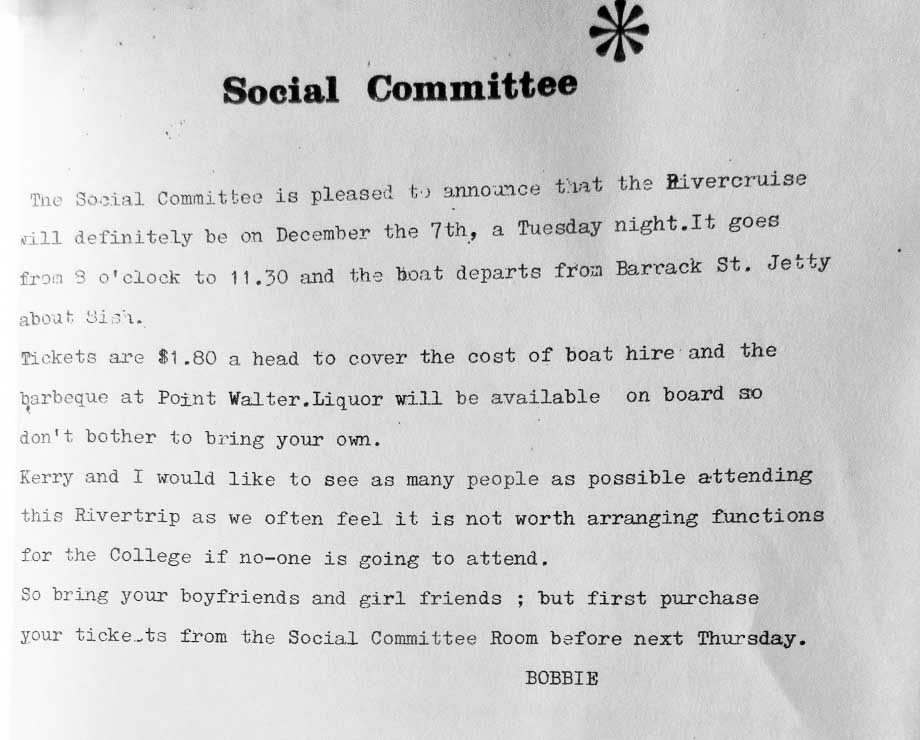 Social Committee
The Social Committee is pleased to announce that the Rivercruise
will definitely be on December the 7th, a Tuesday night.It goes
from 8 o'clock to 11.30 and the boat departs from Barrack St. Jetty
about 8ish.
Tickets are $1.80 a head to cover the cost of boat hire and the
barbeque at Point Walter.Liquor will be available on board so
don't bother to bring your own.
Kerry and I would like to see as many people as possible attending
this Rivertrip as we often feel it is not worth arranging functions
for the College if no-one is going to attend.
So bring your boyfriends and girl friends ; but first purchase
your ticke_ts from the Social Committee Room before next Thursday.
BOBBIE